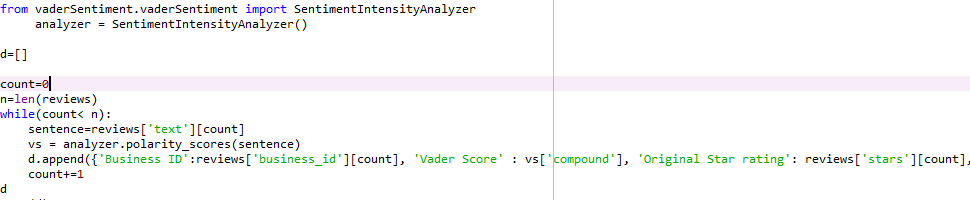 from vaderSentiment.vaderSentiment import SentimentIntensityAnalyzer
analyzer = SentimentIntensityAnalyzer()
d=[]
count=0
n=len(reviews)
while(count< n):
sentence=reviews['text'][count]
vs = analyzer.polarity_scores(sentence)
d.append({'Business ID':reviews['business_id'][count], 'Vader Score' : vs['compound'], 'Original Star rating': reviews['stars'][count],
count+=1
d